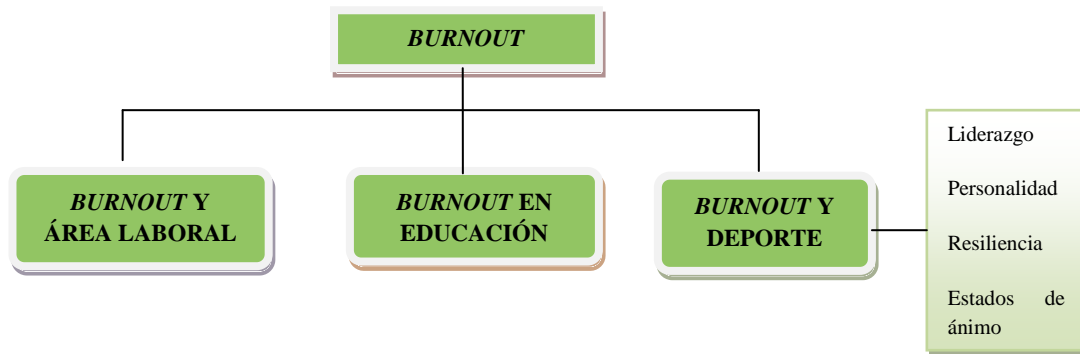 BURNOUT
BURNOUT Y
ÁREA LABORAL
BURNOUT EN
EDUCACIÓN
BURNOUT Y
DEPORTE
Liderazgo
Personalidad
Resiliencia
Estados de
ánimo